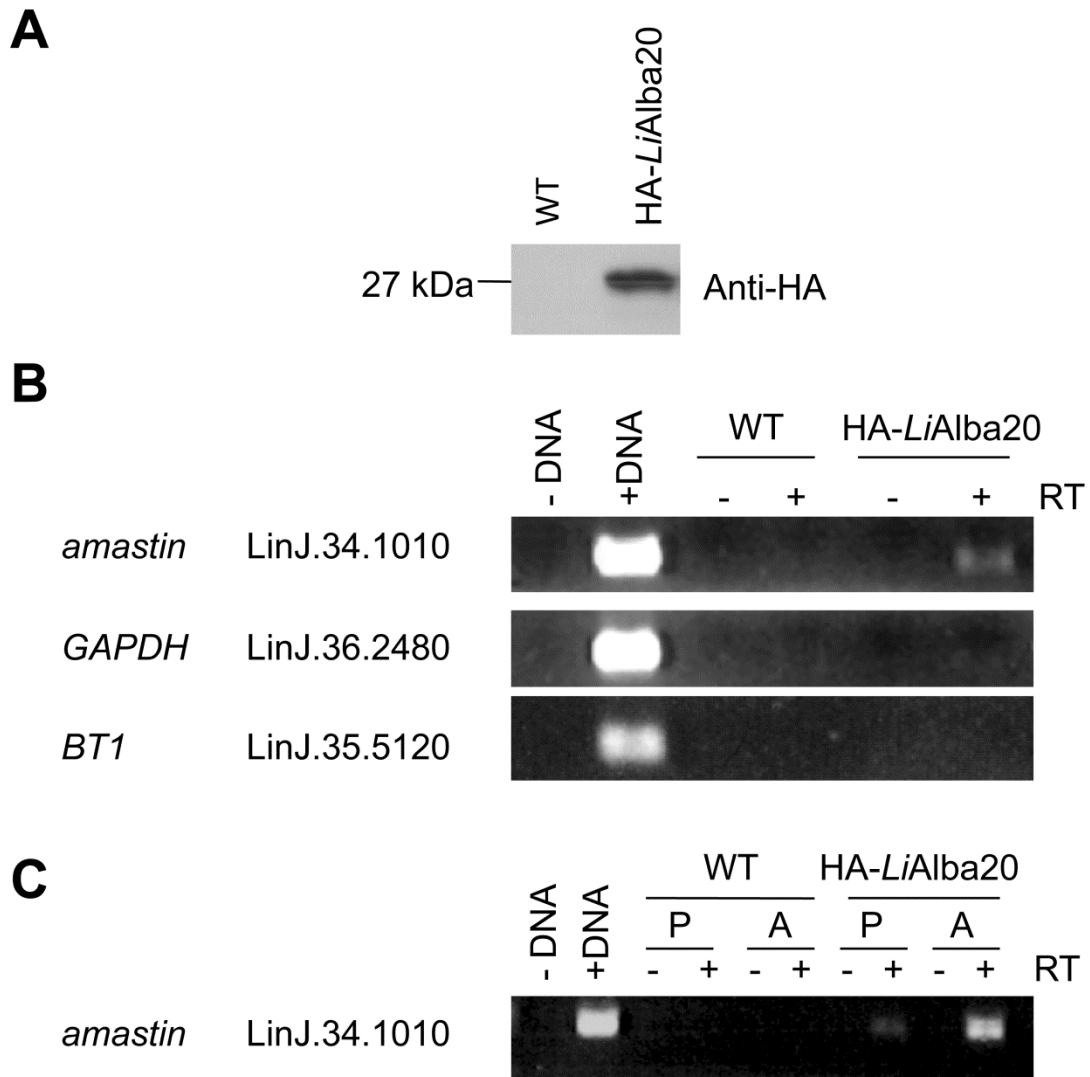 A
WT
HA-LiAlba20
27 kDa
Anti-HA
B
- DNA
+DNA
WT
HA-LiAlba20
- + - + RT
amastin LinJ.34.1010
GAPDH LinJ.36.2480
BT1 LinJ.35.5120
C
- DNA
+DNA
WT HA-LiAlba20
P A P A
- + - + - + - + RT
amastin LinJ.34.1010